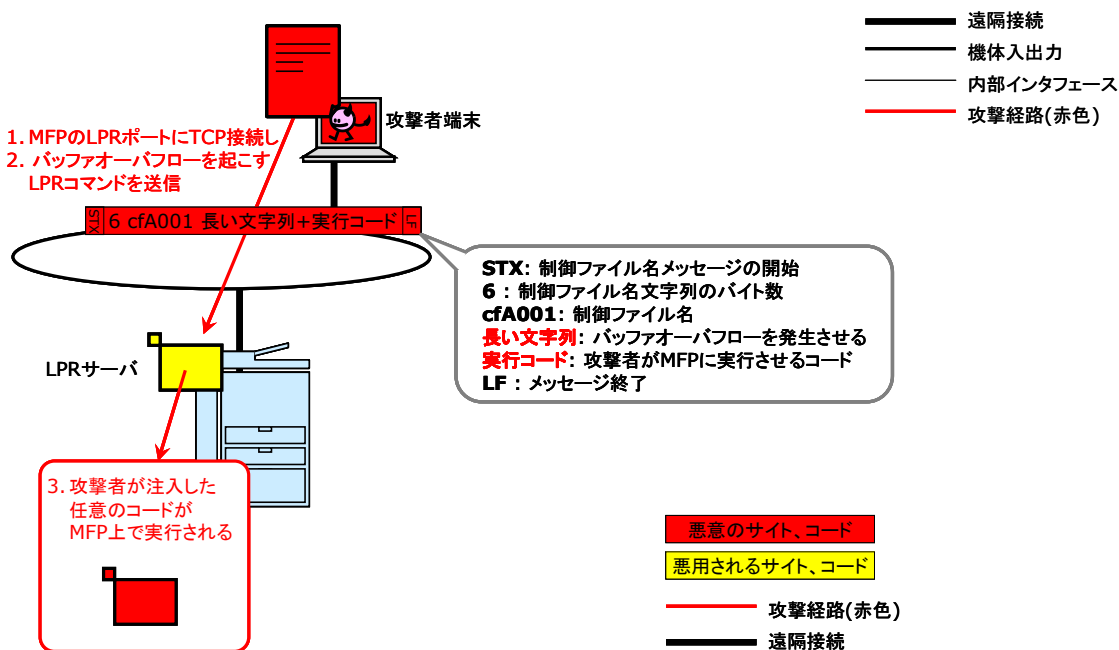 遠隔接続
機体入出力
内部インタフェース
攻撃経路(赤色)
攻撃者端末
1. MFPのLPRポートにTCP接続し
2. バッファオーバフローを起こす
LPRコマンドを送信
STX 6 cfA001 長い文字列+実行コード LF
STX: 制御ファイル名メッセージの開始
6 : 制御ファイル名文字列のバイト数
cfA001: 制御ファイル名
長い文字列: バッファオーバフローを発生させる
実行コード: 攻撃者がMFPに実行させるコード
LF : メッセージ終了
LPRサーバ
3. 攻撃者が注入した
任意のコードが
MFP上で実行される
悪意のサイト、コード
悪用されるサイト、コード
攻撃経路(赤色)
遠隔接続